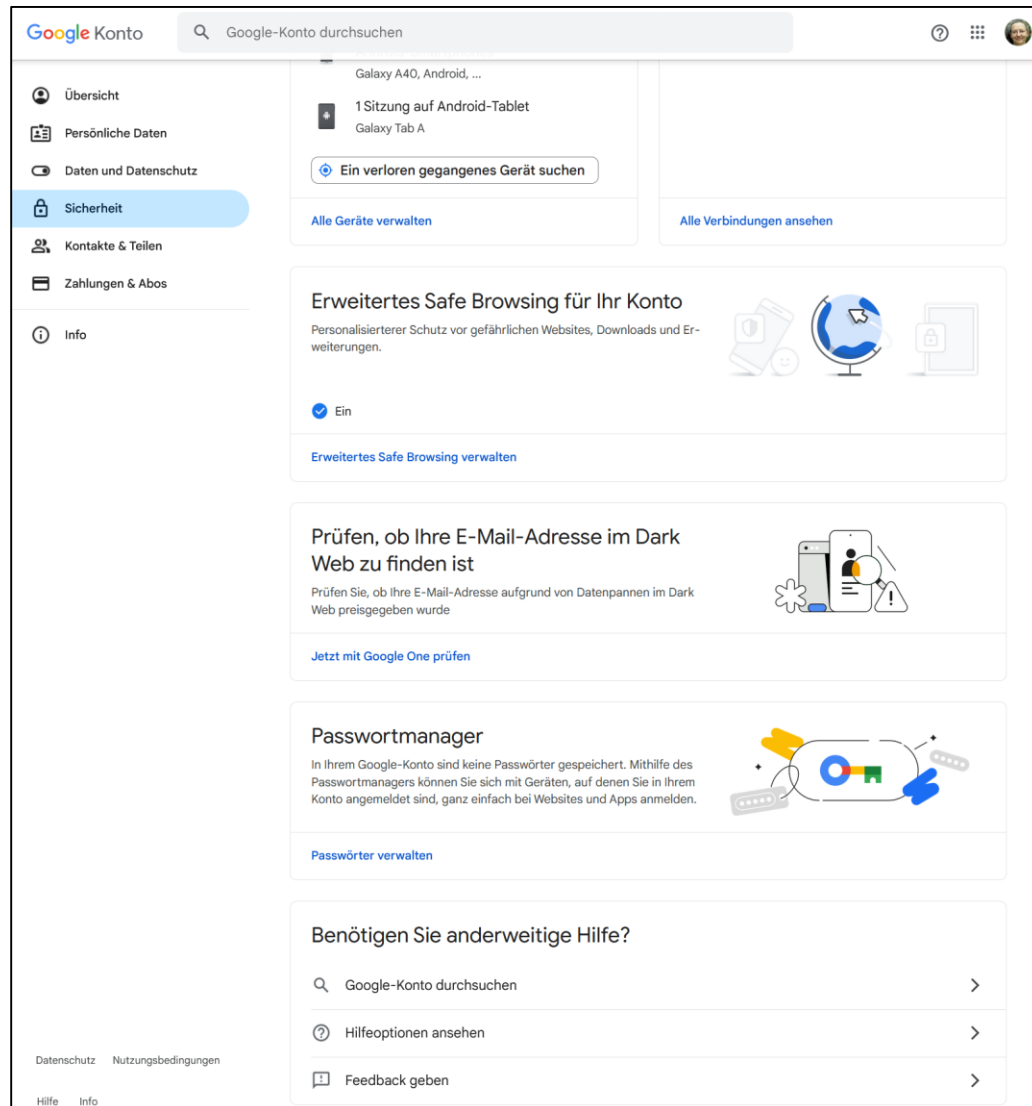 Google Konto
Google-Konto durchsuchen
Übersicht
Persönliche Daten
Daten und Datenschutz
Sicherheit
Kontakte & Teilen
Zahlungen & Abos
Info
Galaxy A40, Android, ...
1 Sitzung auf Android-Tablet
Galaxy Tab A
Ein verloren gegangenes Gerät suchen
Alle Geräte verwalten
Alle Verbindungen ansehen
Erweitertes Safe Browsing für Ihr Konto
Personalisierterer Schutz vor gefährlichen Websites, Downloads und Er-
weiterungen.
Ein
Erweitertes Safe Browsing verwalten
Prüfen, ob Ihre E-Mail-Adresse im Dark
Web zu finden ist
Prüfen Sie, ob Ihre E-Mail-Adresse aufgrund von Datenpannen im Dark
Web preisgegeben wurde
Jetzt mit Google One prüfen
Passwortmanager
In Ihrem Google-Konto sind keine Passwörter gespeichert. Mithilfe des
Passwortmanagers können Sie sich mit Geräten, auf denen Sie in Ihrem
Konto angemeldet sind, ganz einfach bei Websites und Apps anmelden.
Passwörter verwalten
Benötigen Sie anderweitige Hilfe?
Google-Konto durchsuchen
Hilfeoptionen ansehen
Feedback geben
Datenschutz Nutzungsbedingungen
Hilfe Info